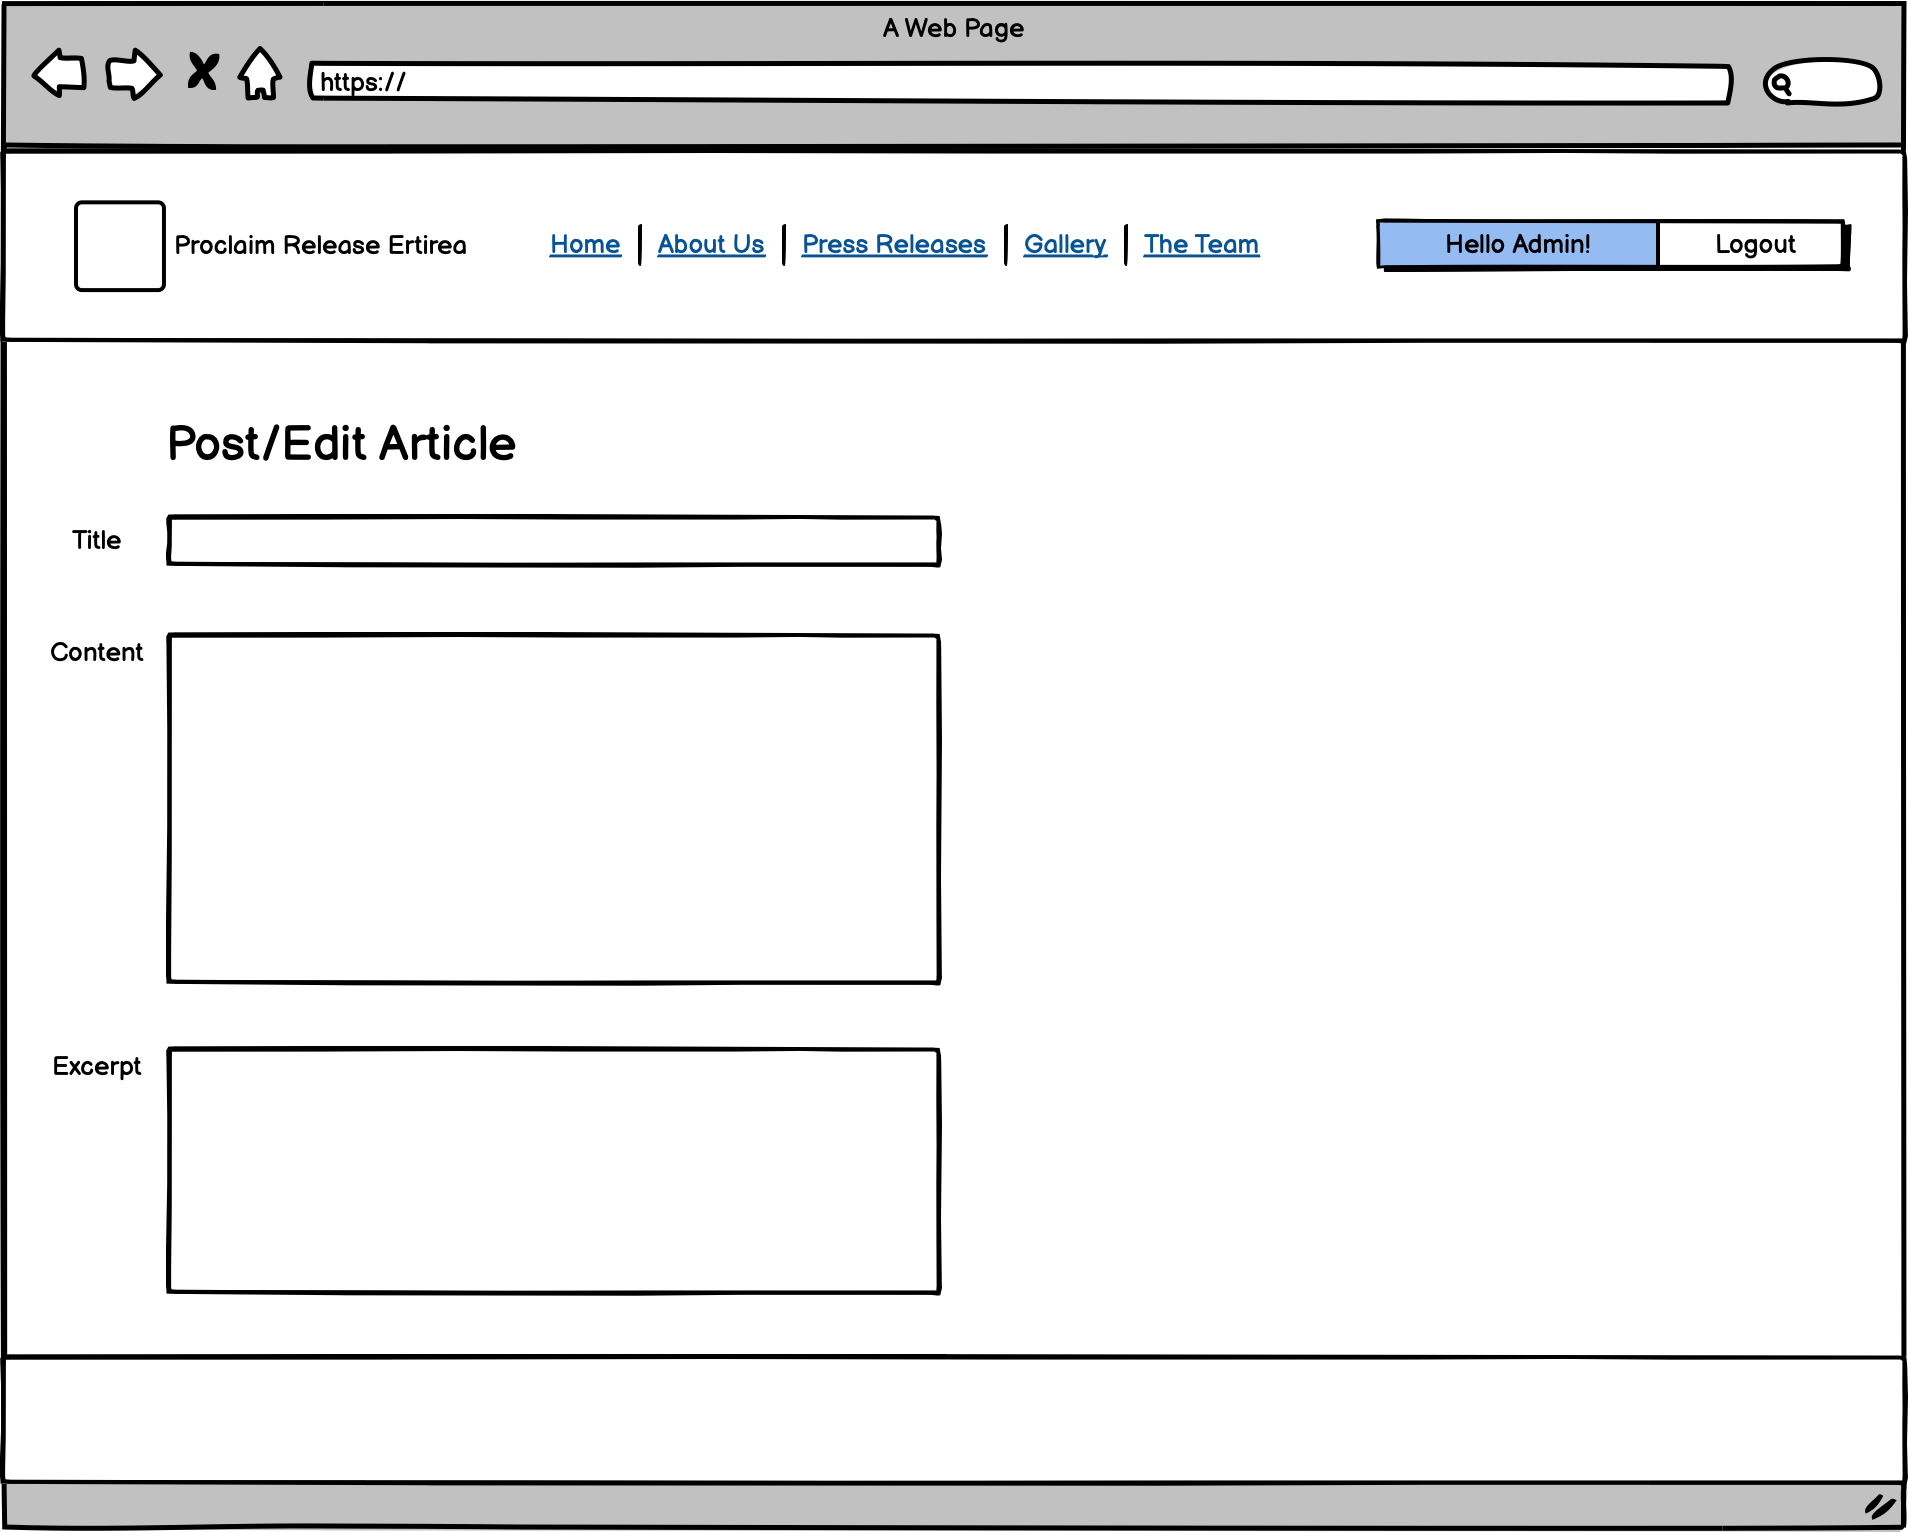 A Web Page
https://
Proclaim Release Ertirea
Home | About Us | Press Releases | Gallery | The Team
Hello Admin!
Logout
Post/Edit Article
Title
Content
Excerpt